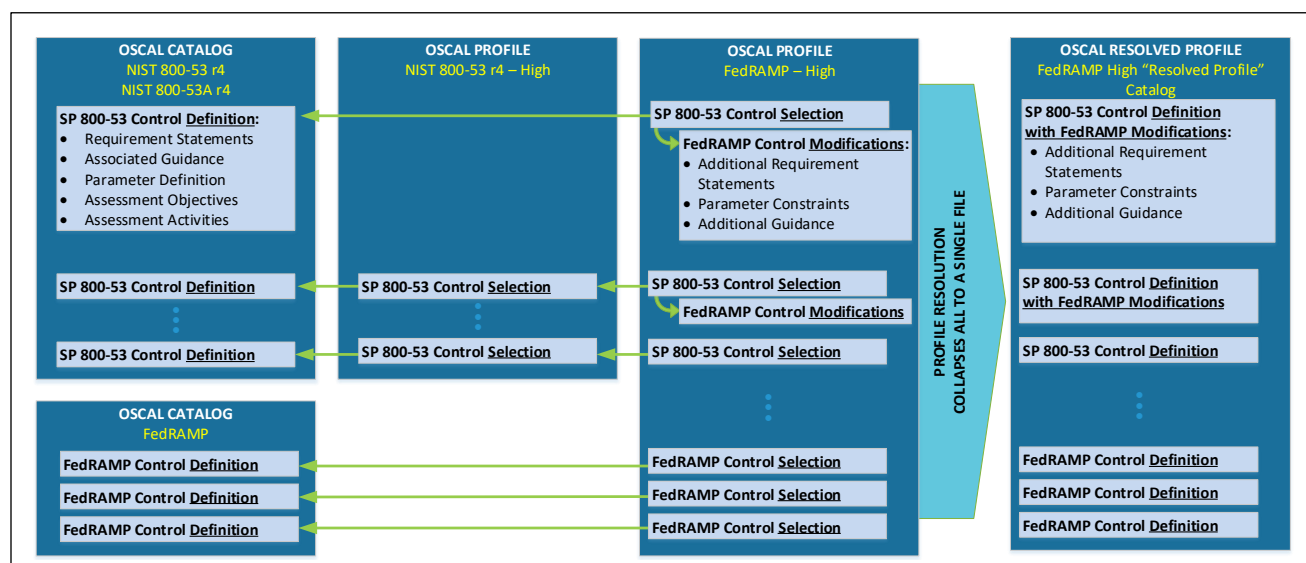 OSCAL CATALOG
NIST 800-53 r4
NIST 800-53A r4
SP 800-53 Control Definition:
• Requirement Statements
• Associated Guidance
• Parameter Definition
• Assessment Objectives
• Assessment Activities
SP 800-53 Control Definition
SP 800-53 Control Definition
OSCAL CATALOG
FedRAMP
FedRAMP Control Definition
FedRAMP Control Definition
FedRAMP Control Definition
OSCAL PROFILE
NIST 800-53 r4 – High
SP 800-53 Control Selection
SP 800-53 Control Selection
OSCAL PROFILE
FedRAMP – High
SP 800-53 Control Selection
FedRAMP Control Modifications:
• Additional Requirement
Statements
• Parameter Constraints
• Additional Guidance
SP 800-53 Control Selection
FedRAMP Control Modifications
SP 800-53 Control Selection
FedRAMP Control Selection
FedRAMP Control Selection
FedRAMP Control Selection
PROFILE RESOLUTION
COLLAPSES ALL TO A SINGLE FILE
OSCAL RESOLVED PROFILE
FedRAMP High “Resolved Profile”
Catalog
SP 800-53 Control Definition
with FedRAMP Modifications:
• Additional Requirement
Statements
• Parameter Constraints
• Additional Guidance
SP 800-53 Control Definition
with FedRAMP Modifications
SP 800-53 Control Definition
FedRAMP Control Definition
FedRAMP Control Definition
FedRAMP Control Definition